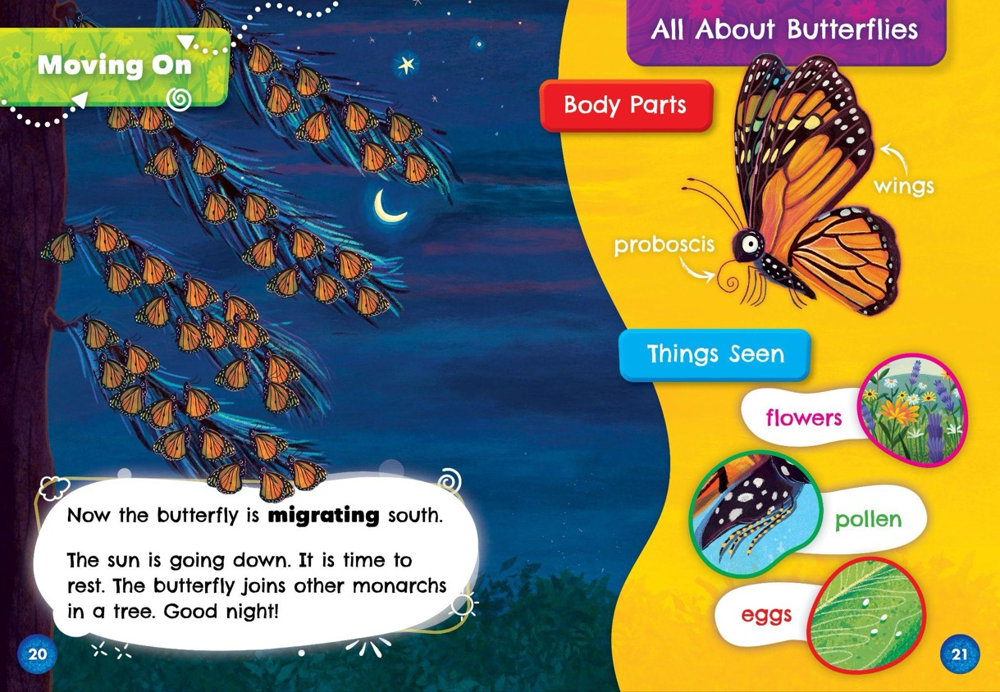 Moving On
Now the butterfly is migrating south.
The sun is going down. It is time to
rest. The butterfly joins other monarchs
in a tree. Good night!
20
All About Butterflies
Body Parts
wings
proboscis
Things Seen
flowers
pollen
eggs
21